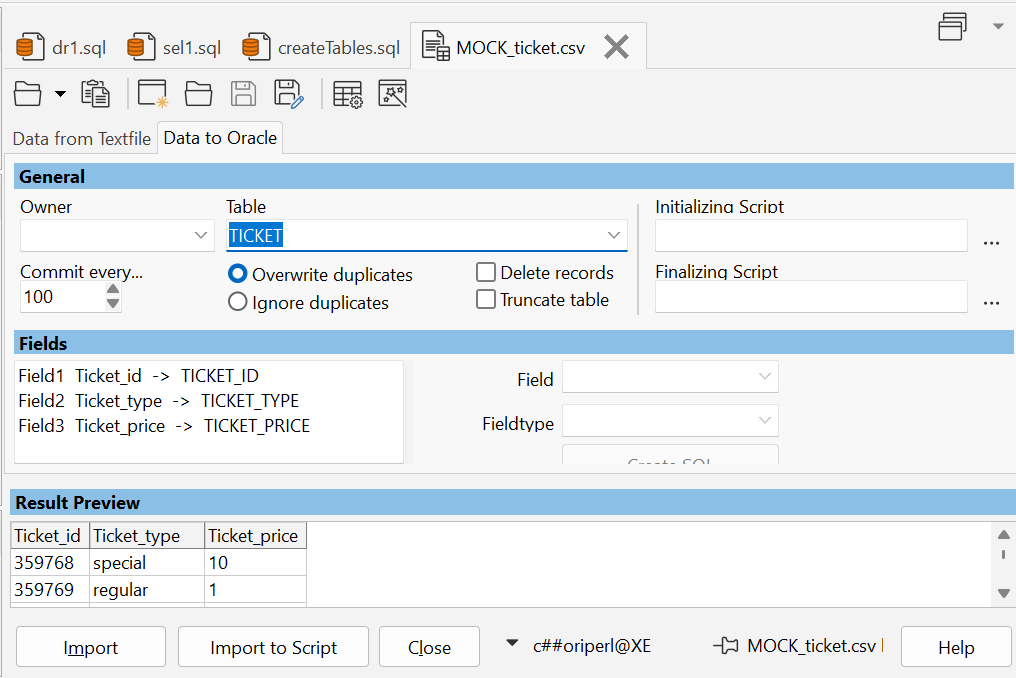 dr1.sql sel1.sql createTables.sql MOCK_ticket.csv
Data from Textfile Data to Oracle
General
Owner Table Initializing Script
TICKET ...
Commit every... Overwrite duplicates Delete records Finalizing Script
100 Ignore duplicates Truncate table ...
Fields
Field1 Ticket_id -> TICKET_ID
Field2 Ticket_type -> TICKET_TYPE
Field3 Ticket_price -> TICKET_PRICE
Field
Fieldtype
Create SQL
Result Preview
Ticket_id Ticket_type Ticket_price
359768 special 10
359769 regular 1
Import Import to Script Close c##oriperl@XE MOCK_ticket.csv Help